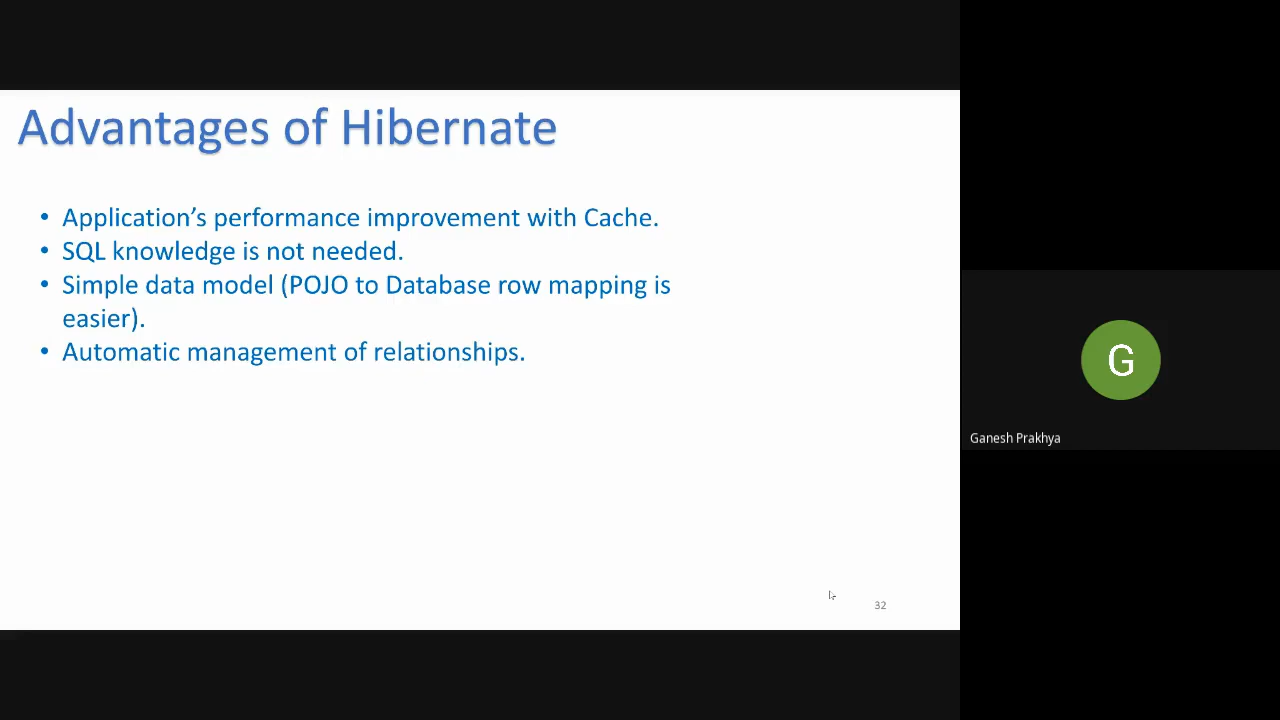 Advantages of Hibernate
• Application’s performance improvement with Cache.
• SQL knowledge is not needed.
• Simple data model (POJO to Database row mapping is
easier).
• Automatic management of relationships.
32
G
Ganesh Prakhya